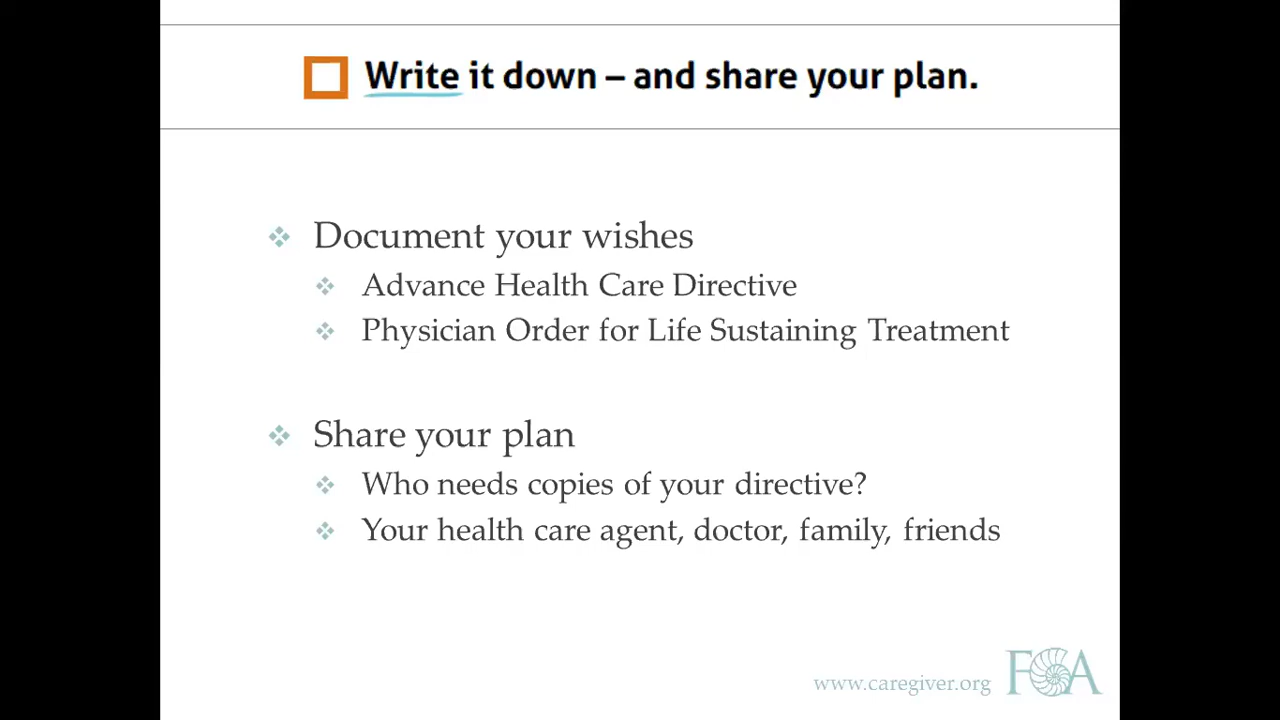 Write it down – and share your plan.
Document your wishes
Advance Health Care Directive
Physician Order for Life Sustaining Treatment
Share your plan
Who needs copies of your directive?
Your health care agent, doctor, family, friends
www.caregiver.org
FCA